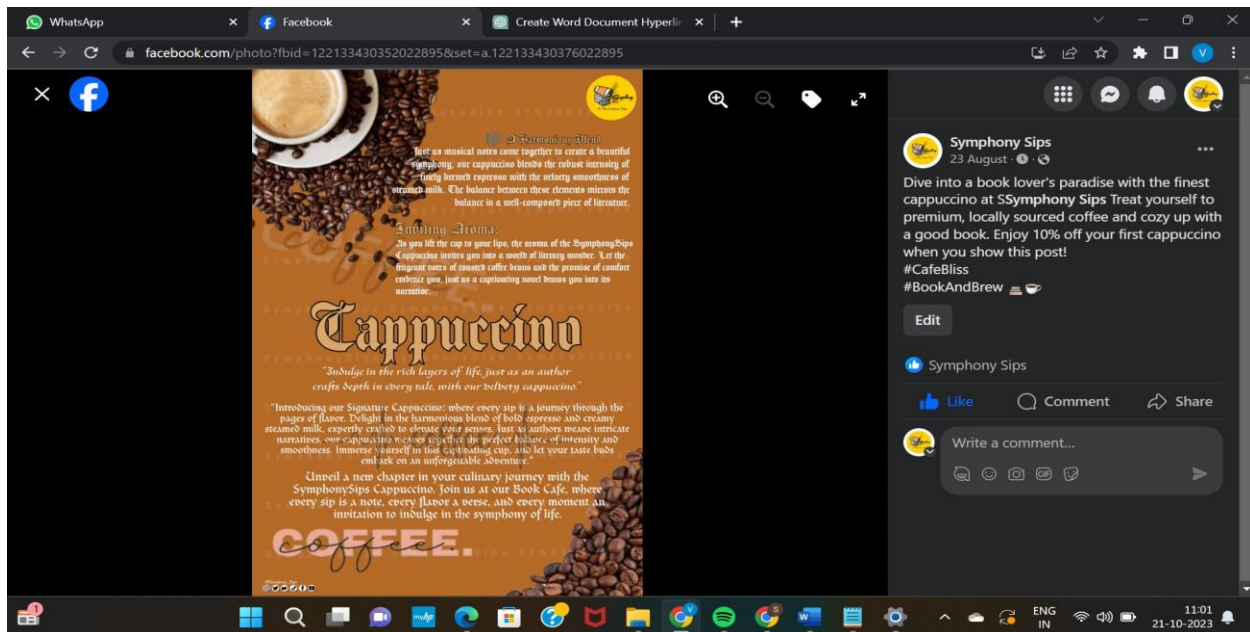 WhatsApp
Facebook
Create Word Document Hyperlin
facebook.com/photo?fbid=122133430352022895&set=a.122133430376022895
A Harmonious Blend
Just as musical notes come together to create a beautiful
symphony, our cappuccino blends the robust intensity of
finely brewed espresso with the velvety smoothness of
steamed milk. The balance between these elements mirrors the
balance in a well-composed piece of literature.
Inviting Aroma:
As you lift the cup to your lips, the aroma of the SymphonySips
Cappuccino invites you into a world of literary wonder. Let the
fragrant notes of roasted coffee beans and the promise of comfort
embrace you, just as a captivating novel draws you into its
narrative.
COFFEE.
Cappuccino
"Indulge in the rich layers of life, just as an author
crafts depth in every tale, with our velvety cappuccino."
"Introducing our Signature Cappuccino: where every sip is a journey through the
pages of flavor. Delight in the harmonious blend of bold espresso and creamy
steamed milk, expertly crafted to elevate your senses. Just as authors weave intricate
narratives, our cappuccino weaves together the perfect balance of intensity and
smoothness. Immerse yourself in this captivating cup, and let your taste buds
embark on an unforgettable adventure."
coffee
Unveil a new chapter in your culinary journey with the
SymphonySips Cappuccino. Join us at our Book Cafe, where
every sip is a note, every flavor a verse, and every moment an
invitation to indulge in the symphony of life.
COFFEE.
coffee.
Symphony Sips
23 August
Dive into a book lover's paradise with the finest
cappuccino at SSymphony Sips Treat yourself to
premium, locally sourced coffee and cozy up with
a good book. Enjoy 10% off your first cappuccino
when you show this post!
#CafeBliss
#BookAndBrew
Edit
Symphony Sips
Like
Comment
Share
Write a comment...
GIF
ENG
IN
11:01
21-10-2023